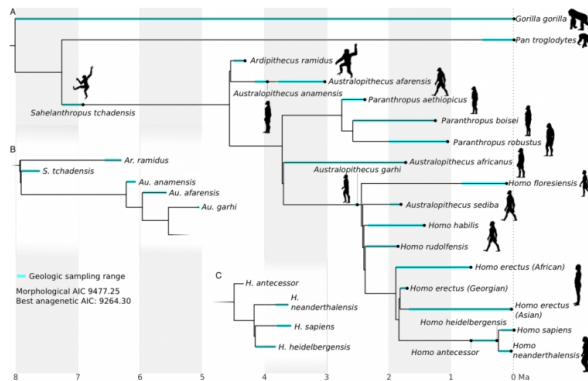 A
Gorilla gorilla
Pan troglodytes
Ardipithecus ramidus
Australopithecus afarensis
Australopithecus anamensis
Sahelanthropus tchadensis
Paranthropus aethiopicus
Paranthropus boisei
Paranthropus robustus
Australopithecus africanus
Australopithecus garhi
Homo floresiensis
Australopithecus sediba
Homo habilis
Homo rudolfensis
Homo erectus (African)
Homo erectus (Georgian)
Homo erectus
(Asian)
Homo heidelbergensis
Homo sapiens
Homo antecessor
Homo
neanderthalensis
B
Ar. ramidus
S. tchadensis
Au. anamensis
Au. afarensis
Au. garhi
Geologic sampling range
Morphological AIC 9477.25
Best anagenetic AIC: 9264.30
C
H. antecessor
H.
neanderthalensis
H. sapiens
H. heidelbergensis
8 7 6 5 4 3 2 1 0 Ma